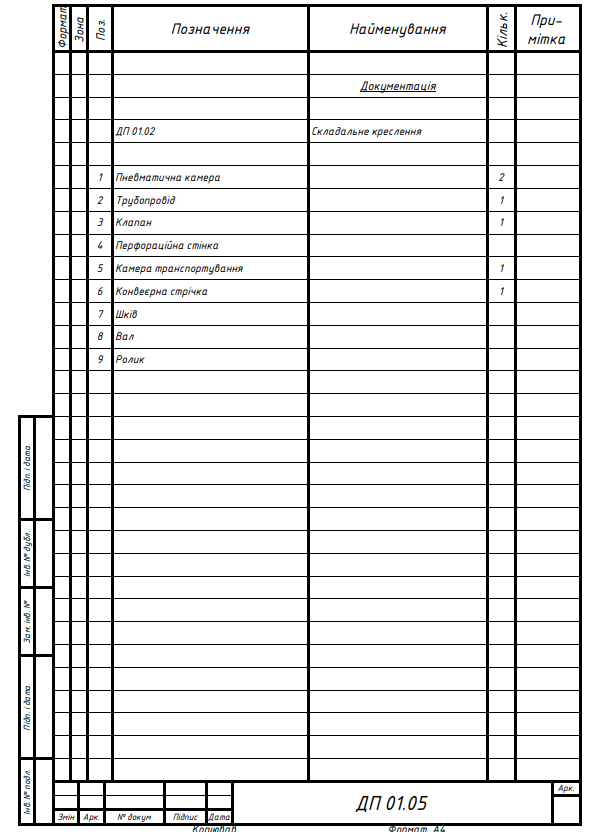 Формат Зона Поз. Позначення Найменування Кільк. При-
мітка
Документація
ДП 01.02 Складальне креслення
1 Пневматична камера 2
2 Трубопровід 1
3 Клапан 1
4 Перфораційна стінка
5 Камера транспортування 1
6 Конвеєрна стрічка 1
7 Шків
8 Вал
9 Ролик
Підп. і дата
Інв. № дубл.
Зам. інв. №
Підп. і дата
Інв. № подл.
ДП 01.05
Арк.
Змін Арк. № докум Підпис Дата
Копіював Формат А4